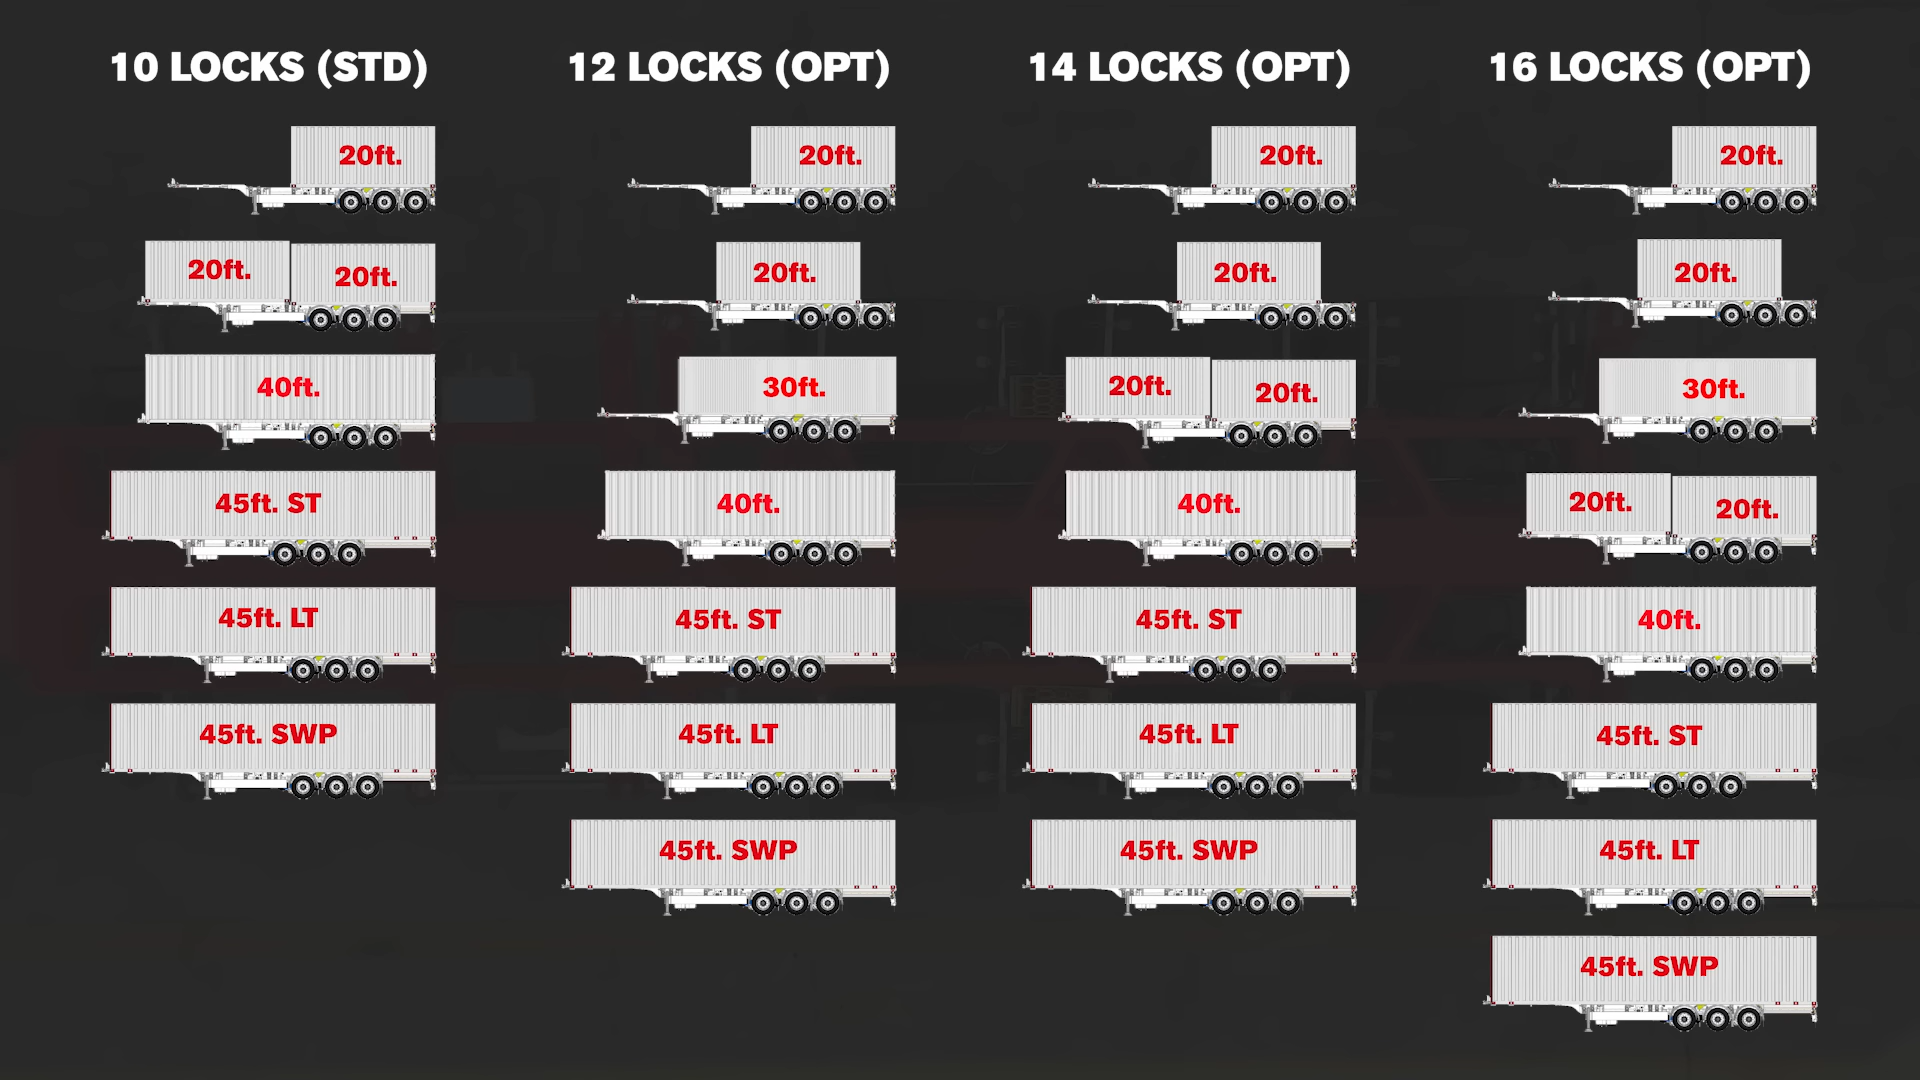 10 LOCKS (STD)
20ft.
20ft. 20ft.
40ft.
45ft. ST
45ft. LT
45ft. SWP
12 LOCKS (OPT)
20ft.
20ft.
30ft.
40ft.
45ft. ST
45ft. LT
45ft. SWP
14 LOCKS (OPT)
20ft.
20ft.
20ft. 20ft.
40ft.
45ft. ST
45ft. LT
45ft. SWP
16 LOCKS (OPT)
20ft.
20ft.
30ft.
20ft. 20ft.
40ft.
45ft. ST
45ft. LT
45ft. SWP